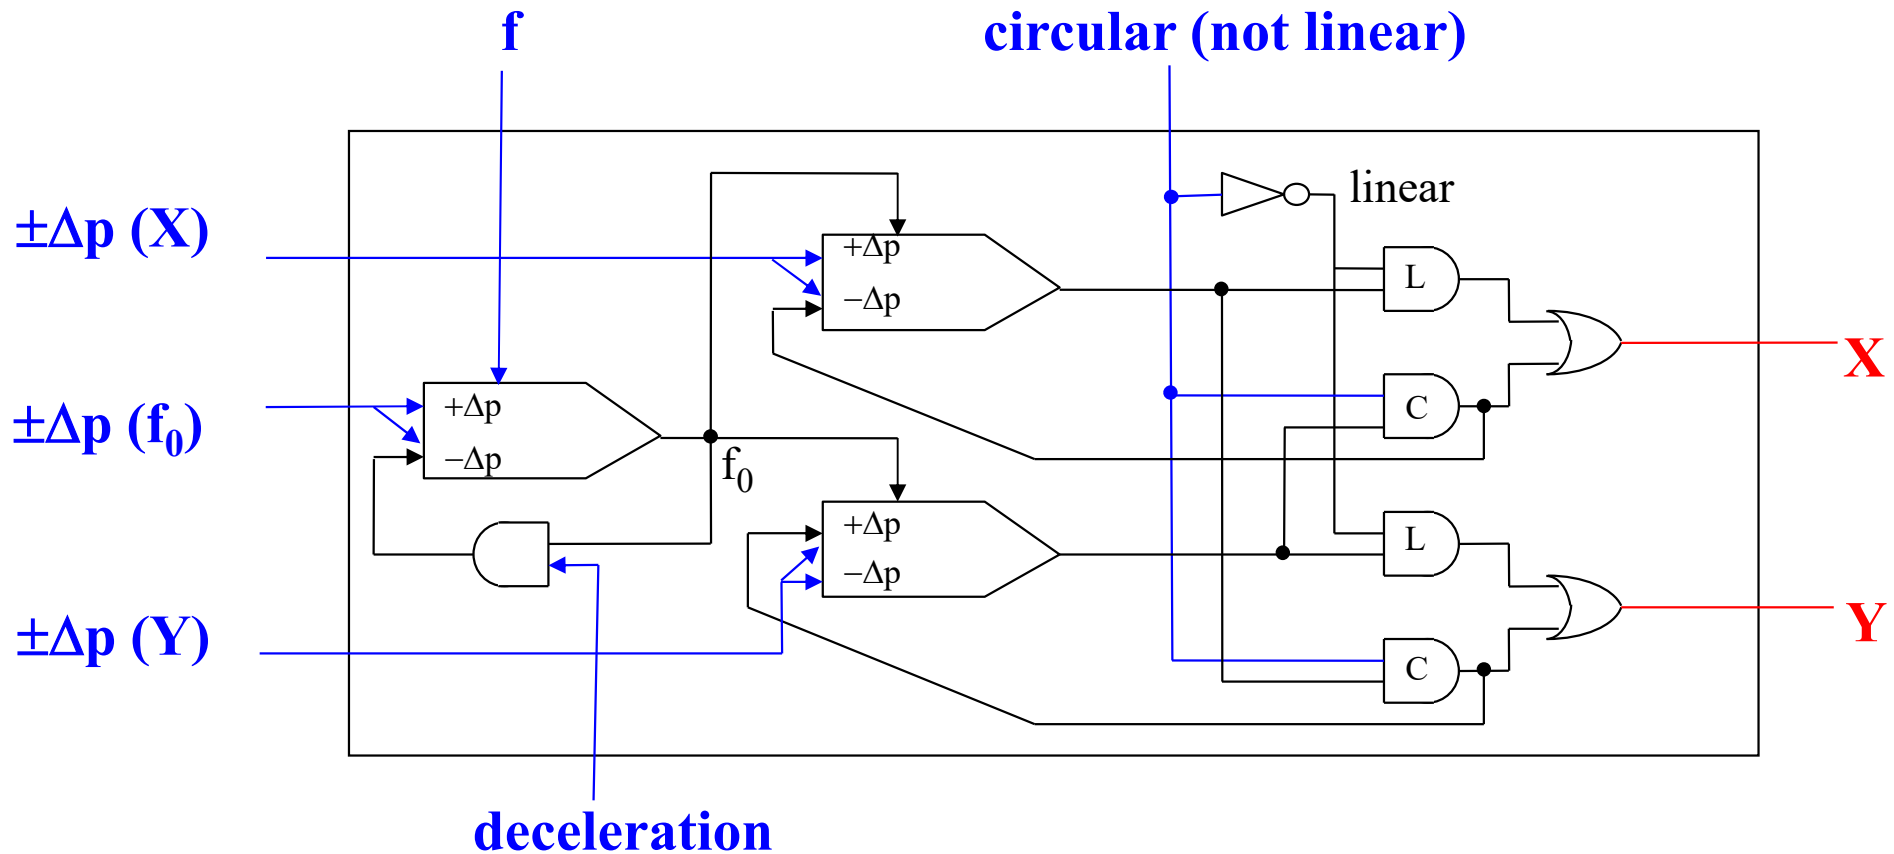 f
circular (not linear)
linear
±Δp (X)
+Δp
−Δp
L
X
C
±Δp (f₀)
+Δp
−Δp
f₀
+Δp
−Δp
L
±Δp (Y)
Y
C
deceleration